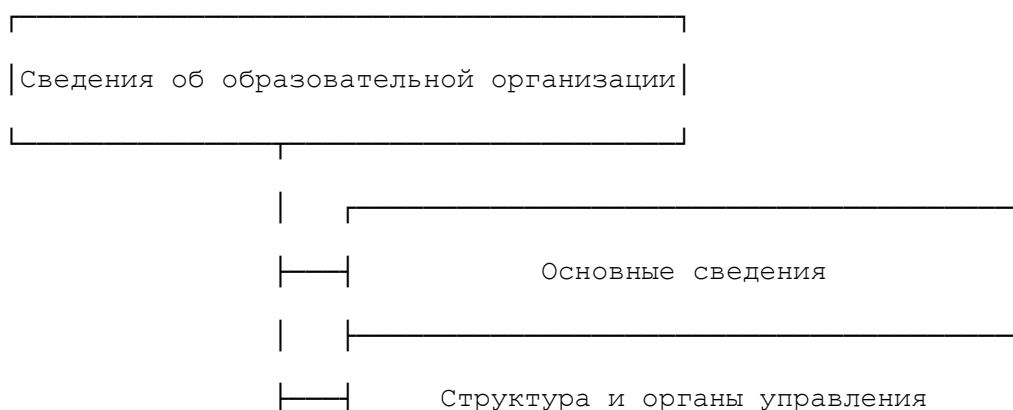 Сведения об образовательной организации
Основные сведения
Структура и органы управления